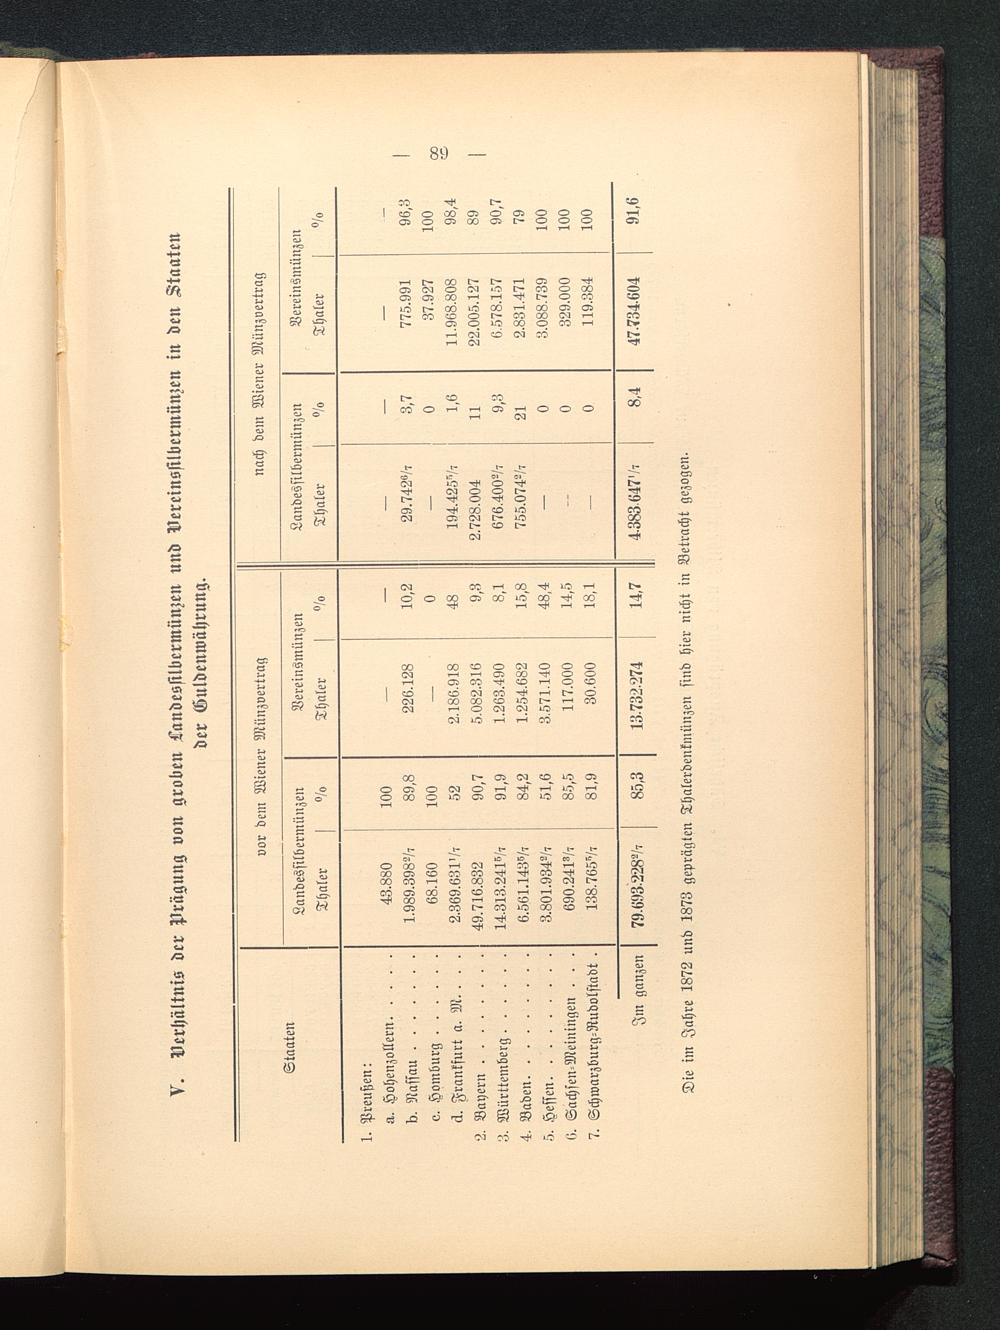 — 89 —
V. Verhältnis der Prägung von groben Landessilbermünzen und Vereinssilbermünzen in den Staaten
der Guldenwährung.
Staaten | vor dem Wiener Münzvertrag | nach dem Wiener Münzvertrag
Landessilbermünzen | Vereinsmünzen | Landessilbermünzen | Vereinsmünzen
Thaler | % | Thaler | % | Thaler | % | Thaler | %
1. Preußen:
a. Hohenzollern. . . . . | 43.880 | 100 | — | — | — | — | — | —
b. Nassau . . . . . . | 1.989.398²/₇ | 89,8 | 226.128 | 10,2 | 29.742⁶/₇ | 3,7 | 775.991 | 96,3
c. Homburg . . . . . | 68.160 | 100 | — | 0 | — | 0 | 37.927 | 100
d. Frankfurt a. M. . . . | 2.369.631¹/₇ | 52 | 2.186.918 | 48 | 194.425⁵/₇ | 1,6 | 11.968.808 | 98,4
2. Bayern . . . . . . . | 49.716.832 | 90,7 | 5.082.316 | 9,3 | 2.728.004 | 11 | 22.005.127 | 89
3. Württemberg . . . . . | 14.313.241⁵/₇ | 91,9 | 1.263.490 | 8,1 | 676.400²/₇ | 9,3 | 6.578.157 | 90,7
4. Baden. . . . . . . . | 6.561.143⁵/₇ | 84,2 | 1.254.682 | 15,8 | 755.074²/₇ | 21 | 2.831.471 | 79
5. Hessen. . . . . . . . | 3.801.934²/₇ | 51,6 | 3.571.140 | 48,4 | — | 0 | 3.088.739 | 100
6. Sachsen-Meiningen . . . | 690.241³/₇ | 85,5 | 117.000 | 14,5 | — | 0 | 329.000 | 100
7. Schwarzburg-Rudolstadt . | 138.765⁵/₇ | 81,9 | 30.600 | 18,1 | — | 0 | 119.384 | 100
Im ganzen | 79.693.228²/₇ | 85,3 | 13.732.274 | 14,7 | 4.383.647¹/₇ | 8,4 | 47.734.604 | 91,6
Die im Jahre 1872 und 1873 geprägten Thalerdenkmünzen sind hier nicht in Betracht gezogen.